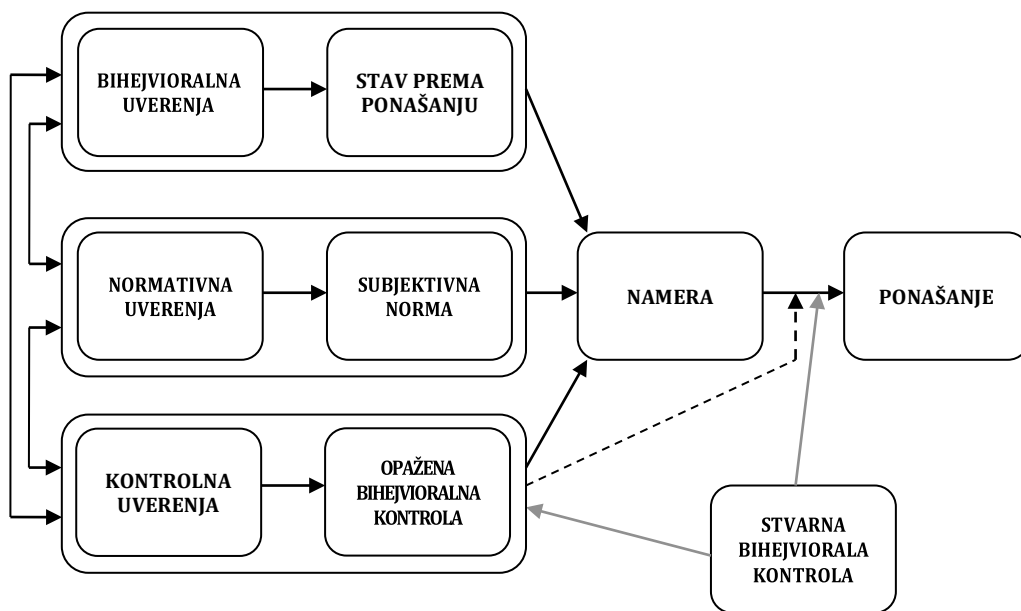 BIHEJVIORALNA
UVERENJA
STAV PREMA
PONAŠANJU
NORMATIVNA
UVERENJA
SUBJEKTIVNA
NORMA
NAMERA
PONAŠANJE
KONTROLNA
UVERENJA
OPAŽENA
BIHEJVIORALNA
KONTROLA
STVARNA
BIHEJVIORALA
KONTROLA